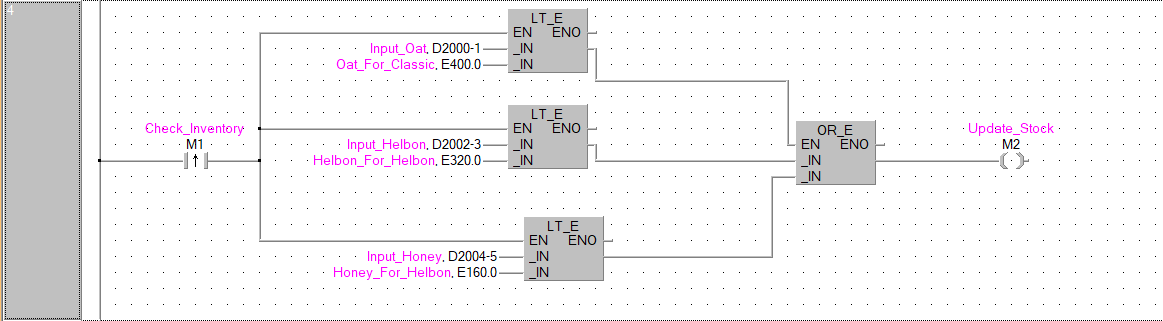 4
LT_E
EN ENO
Input_Oat, D2000-1 _IN
Oat_For_Classic, E400.0 _IN
LT_E
Check_Inventory
M1
EN ENO
Input_Helbon, D2002-3 _IN
Helbon_For_Helbon, E320.0 _IN
OR_E
EN ENO
_IN
_IN
Update_Stock
M2
LT_E
EN ENO
Input_Honey, D2004-5 _IN
Honey_For_Helbon, E160.0 _IN